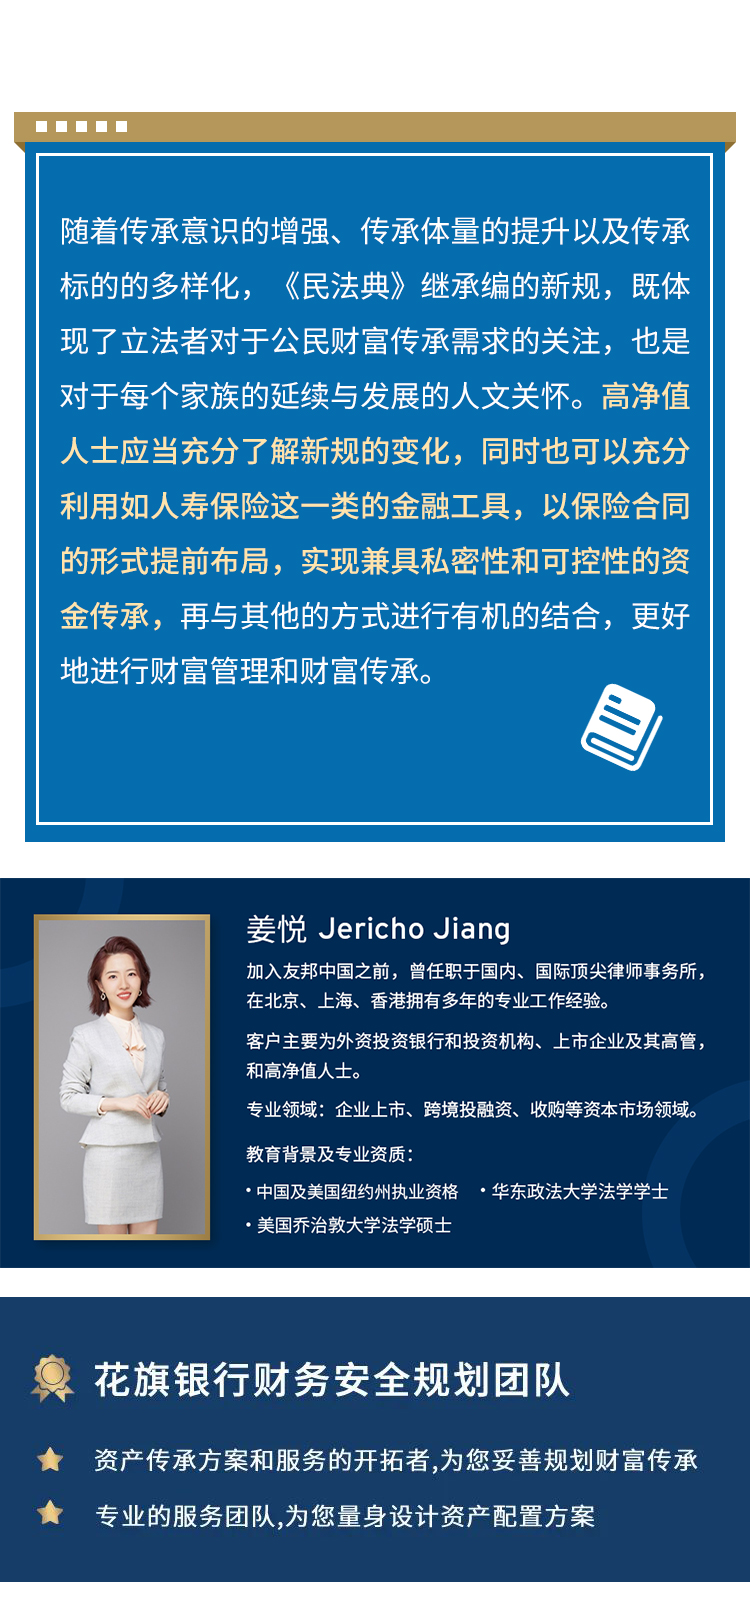 随着传承意识的增强、传承体量的提升以及传承
标的的多样化，《民法典》继承编的新规，既体
现了立法者对于公民财富传承需求的关注，也是
对于每个家族的延续与发展的人文关怀。高净值
人士应当充分了解新规的变化，同时也可以充分
利用如人寿保险这一类的金融工具，以保险合同
的形式提前布局，实现兼具私密性和可控性的资
金传承，再与其他的方式进行有机的结合，更好
地进行财富管理和财富传承。
姜悦 Jericho Jiang
加入友邦中国之前，曾任职于国内、国际顶尖律师事务所，
在北京、上海、香港拥有多年的专业工作经验。
客户主要为外资投资银行和投资机构、上市企业及其高管，
和高净值人士。
专业领域：企业上市、跨境投融资、收购等资本市场领域。
教育背景及专业资质：
·中国及美国纽约州执业资格 ·华东政法大学法学学士
·美国乔治敦大学法学硕士
花旗银行财务安全规划团队
资产传承方案和服务的开拓者,为您妥善规划财富传承
专业的服务团队,为您量身设计资产配置方案